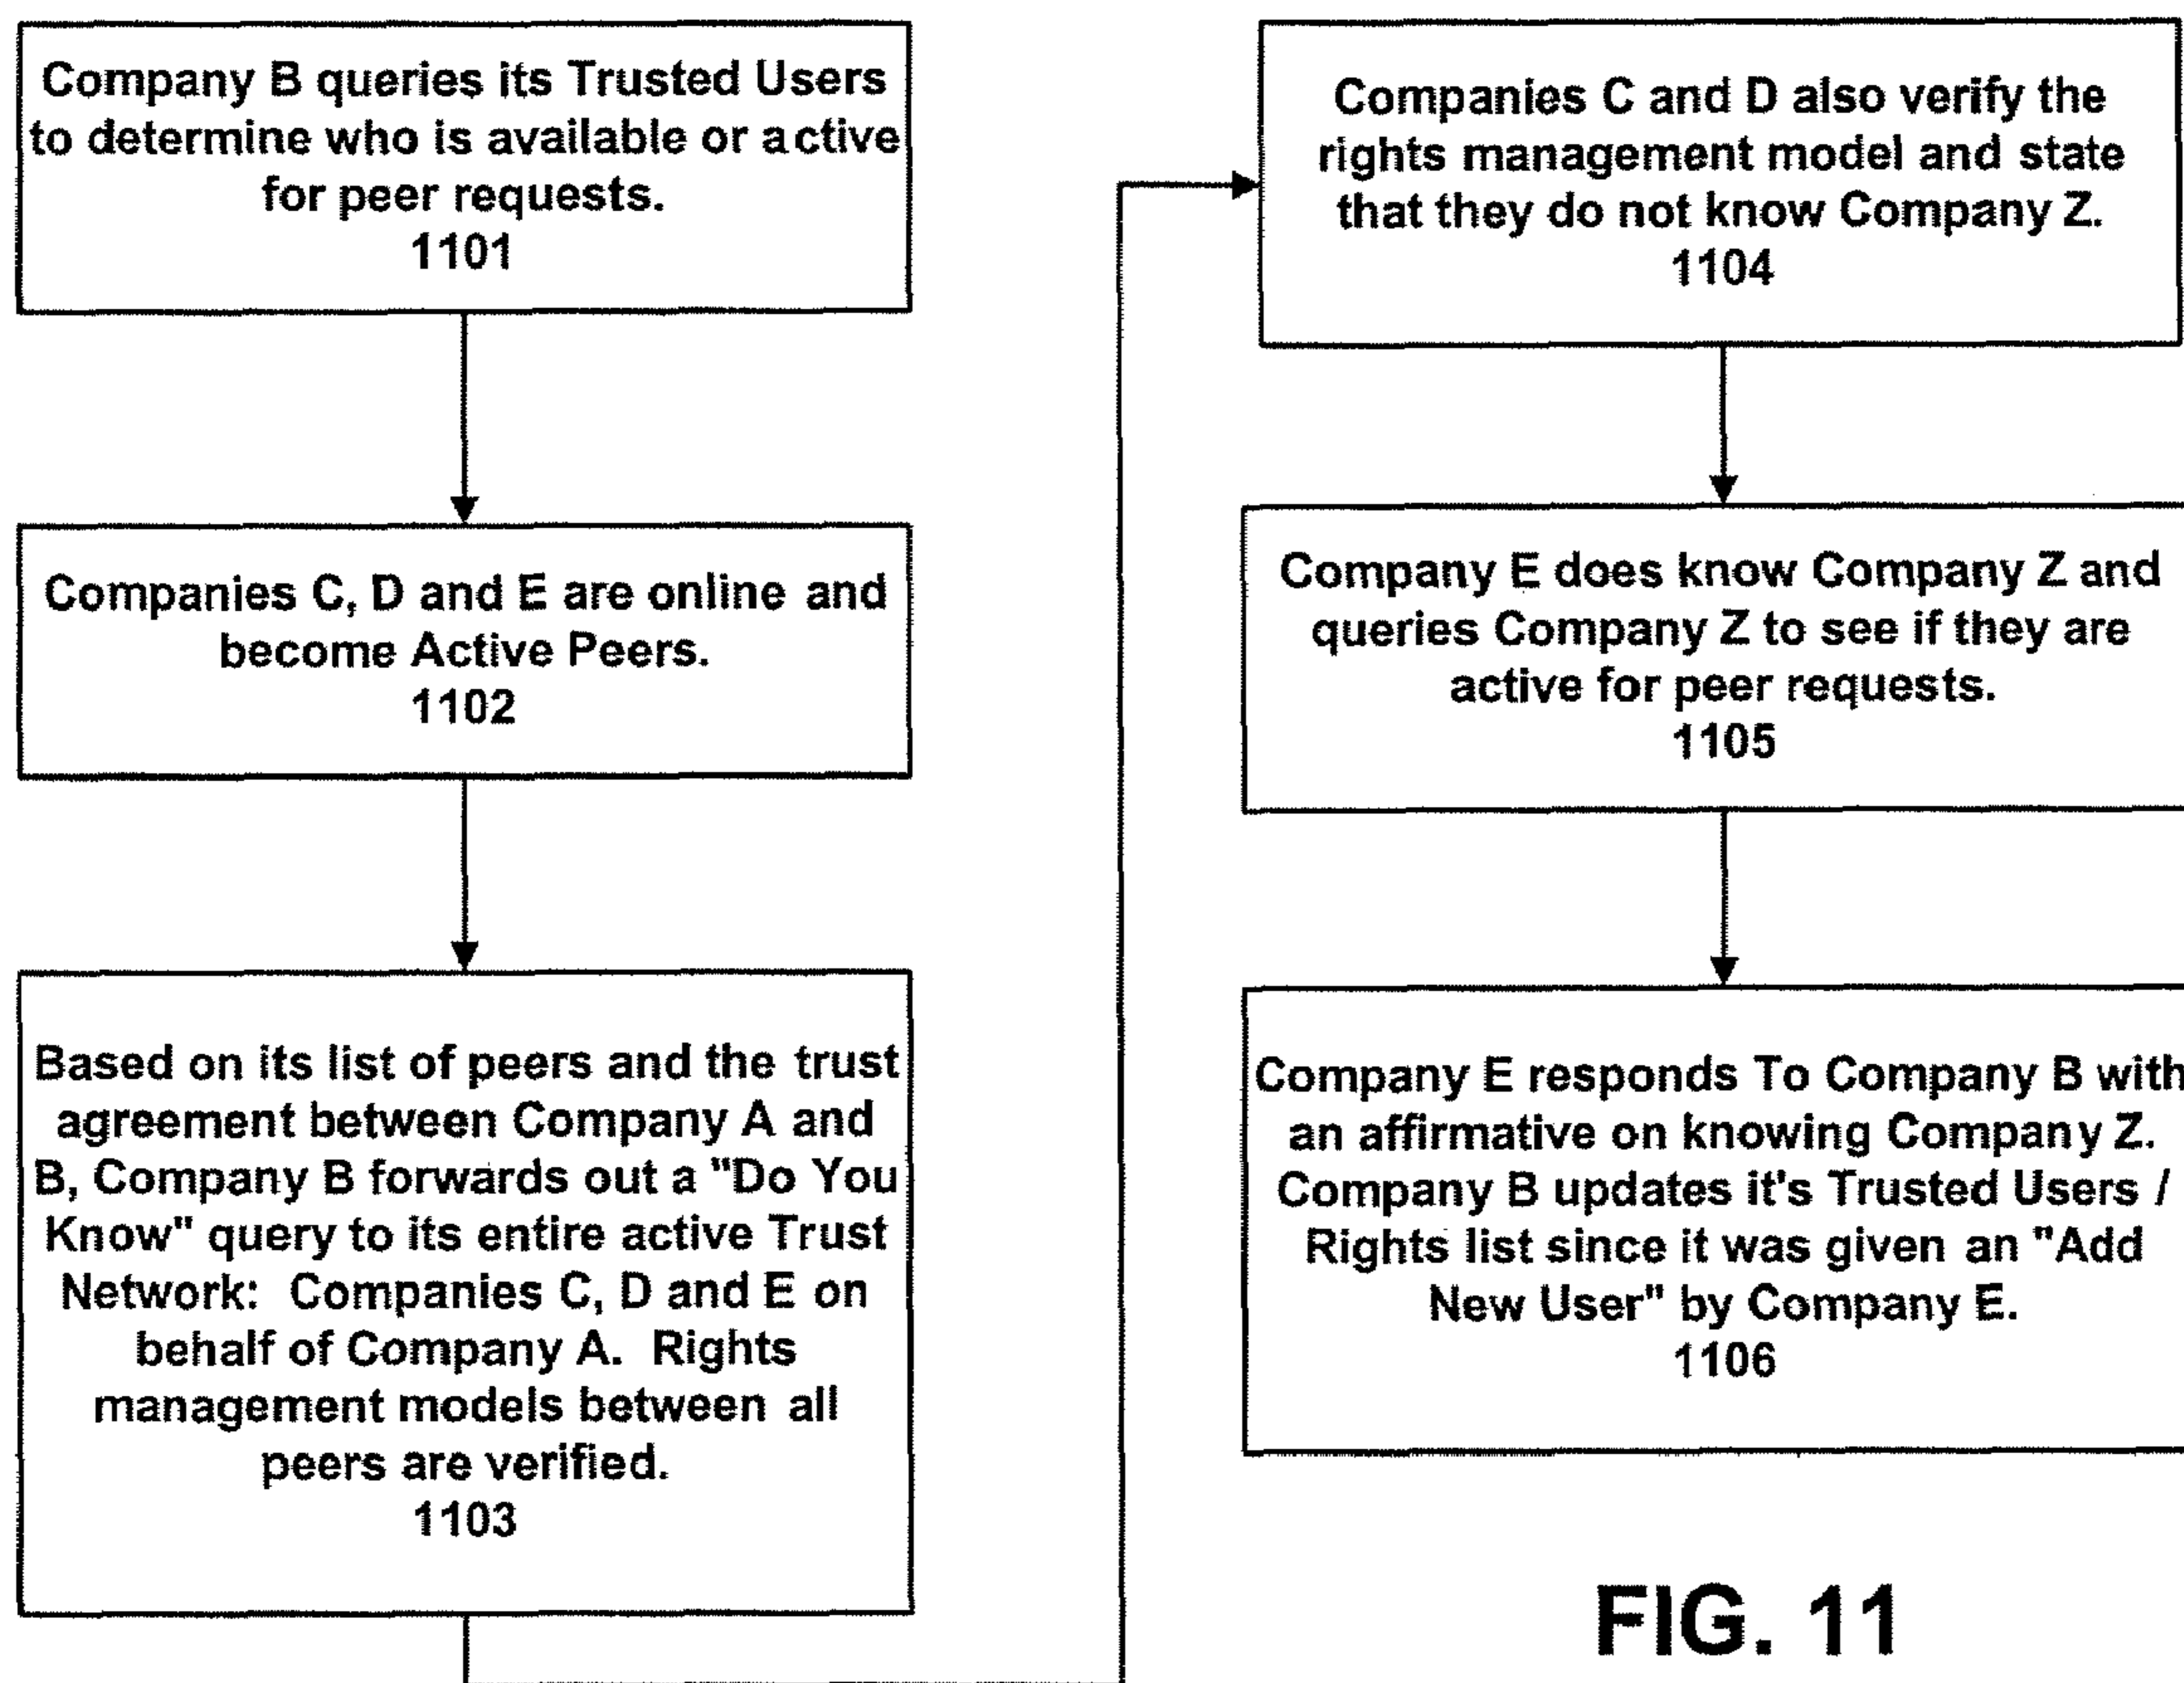 Company B queries its Trusted Users
to determine who is available or active
for peer requests.
1101
Companies C, D and E are online and
become Active Peers.
1102
Based on its list of peers and the trust
agreement between Company A and
B, Company B forwards out a "Do You
Know" query to its entire active Trust
Network: Companies C, D and E on
behalf of Company A. Rights
management models between all
peers are verified.
1103
Companies C and D also verify the
rights management model and state
that they do not know Company Z.
1104
Company E does know Company Z and
queries Company Z to see if they are
active for peer requests.
1105
Company E responds To Company B with
an affirmative on knowing Company Z.
Company B updates it's Trusted Users /
Rights list since it was given an "Add
New User" by Company E.
1106
FIG. 11